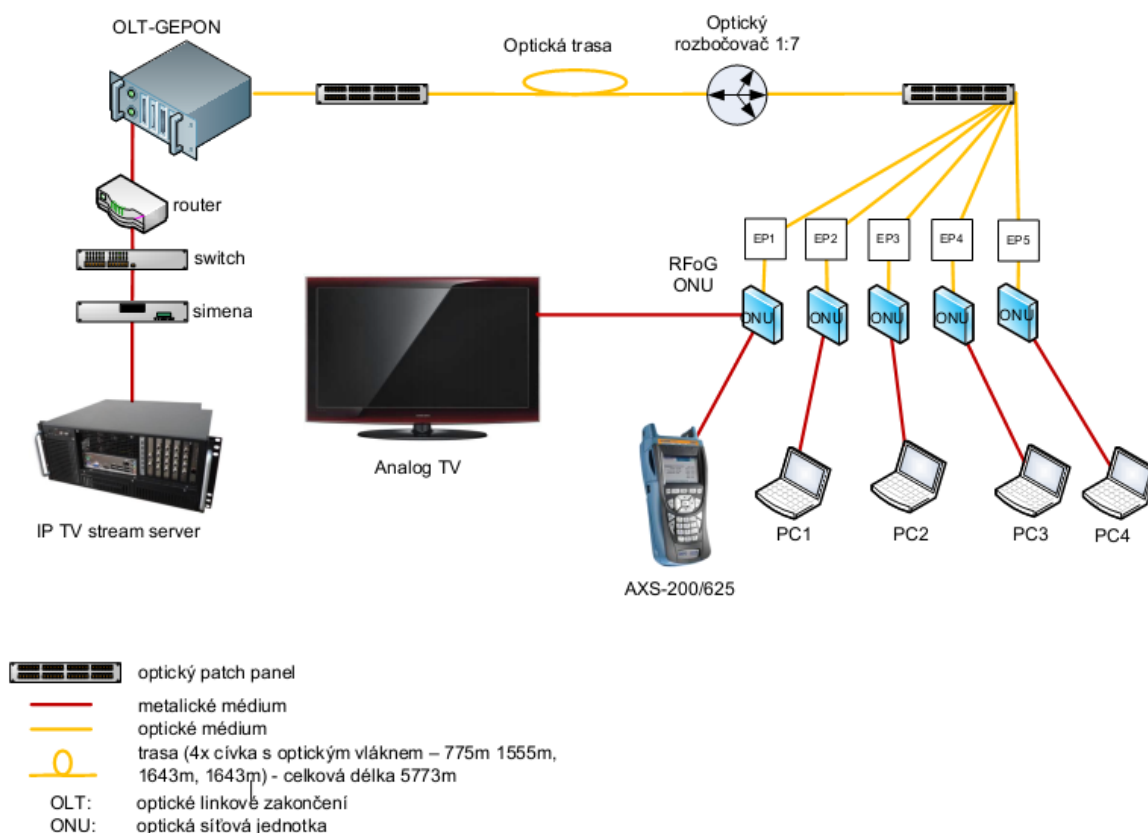 OLT-GEPON
Optická trasa
Optický
rozbočovač 1:7
router
switch
simena
IP TV stream server
Analog TV
RFoG
ONU
EP1
EP2
EP3
EP4
EP5
ONU
ONU
ONU
ONU
ONU
AXS-200/625
PC1
PC2
PC3
PC4
optický patch panel
metalické médium
optické médium
trasa (4x cívka s optickým vláknem – 775m 1555m,
1643m, 1643m) - celková délka 5773m
OLT: optické linkové zakončení
ONU: optická síťová jednotka